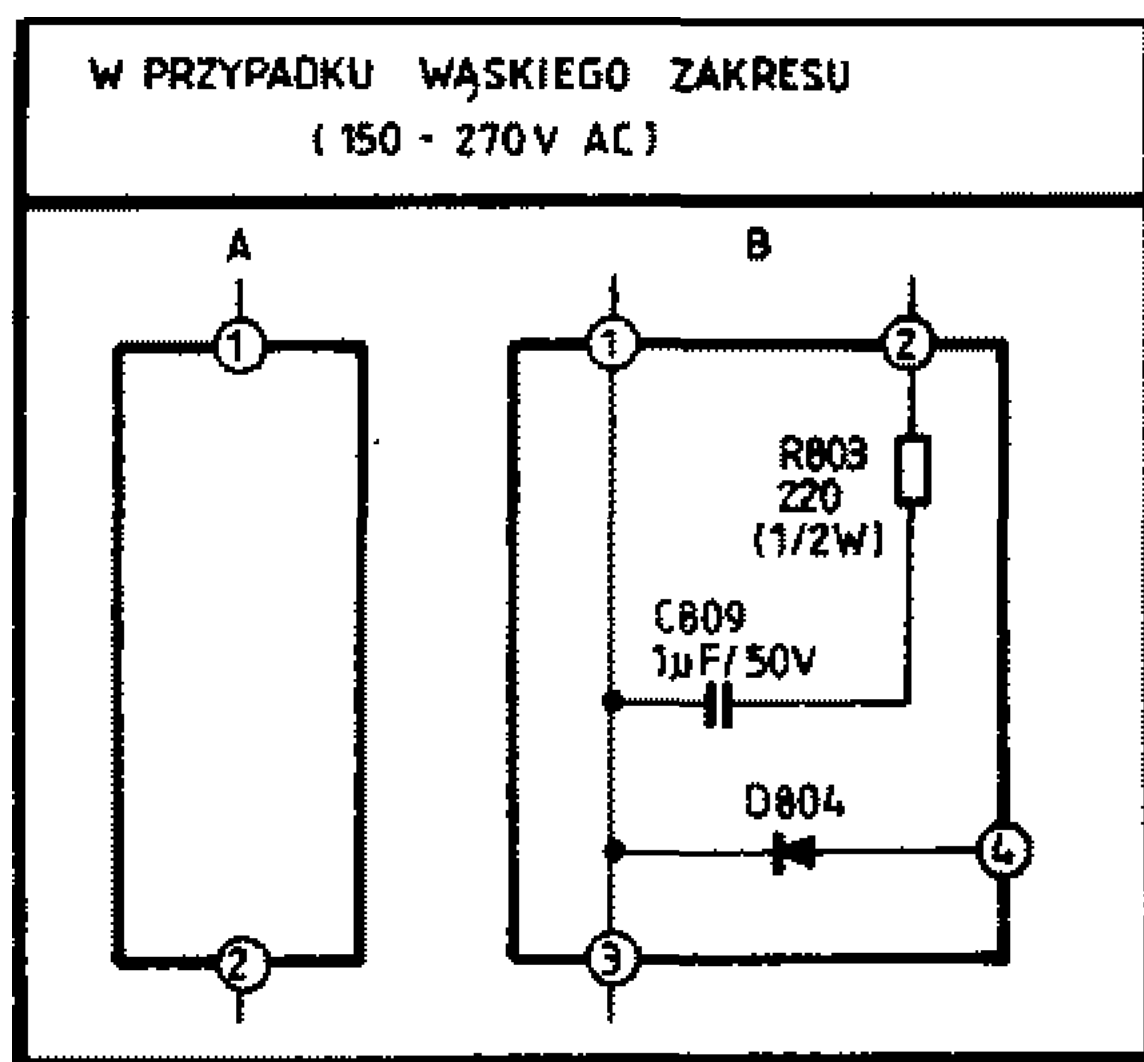 W PRZYPADKU WĄSKIEGO ZAKRESU
( 150 - 270V AC )
A
B
1
1
2
R803
220
(1/2W)
C809
1µF/50V
D804
4
2
3